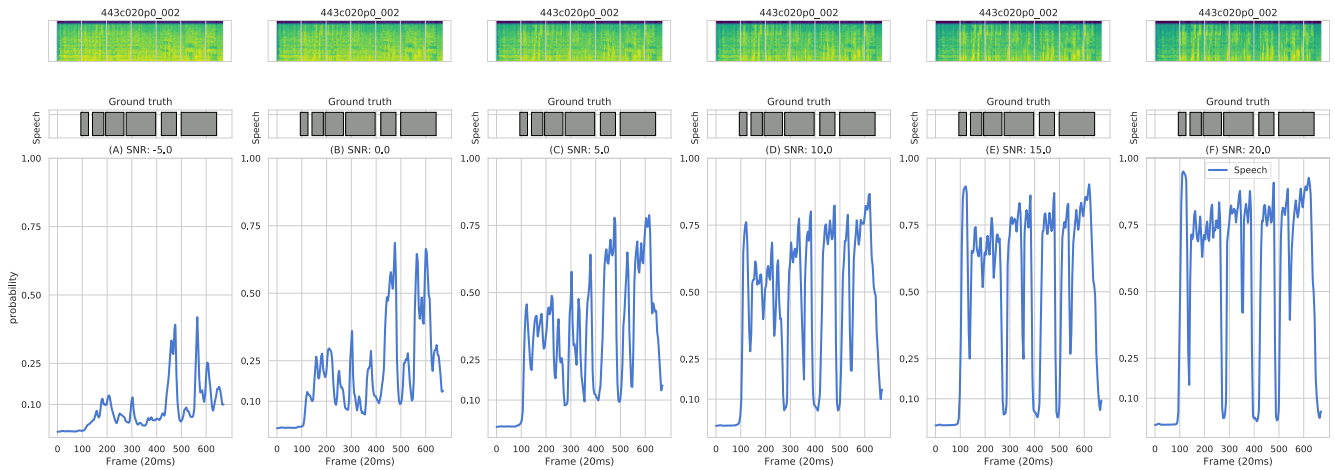 443c020p0_002 443c020p0_002 443c020p0_002 443c020p0_002 443c020p0_002 443c020p0_002
Ground truth Ground truth Ground truth Ground truth Ground truth Ground truth
Speech Speech Speech Speech Speech Speech
(A) SNR: -5.0 (B) SNR: 0.0 (C) SNR: 5.0 (D) SNR: 10.0 (E) SNR: 15.0 (F) SNR: 20.0
1.00 1.00 1.00 1.00 1.00 1.00
Speech
0.75 0.75 0.75 0.75 0.75 0.75
probability
0.50 0.50 0.50 0.50 0.50 0.50
0.25 0.25 0.25 0.25 0.25 0.25
0.10 0.10 0.10 0.10 0.10 0.10
0 100 200 300 400 500 600 0 100 200 300 400 500 600 0 100 200 300 400 500 600 0 100 200 300 400 500 600 0 100 200 300 400 500 600 0 100 200 300 400 500 600
Frame (20ms) Frame (20ms) Frame (20ms) Frame (20ms) Frame (20ms) Frame (20ms)